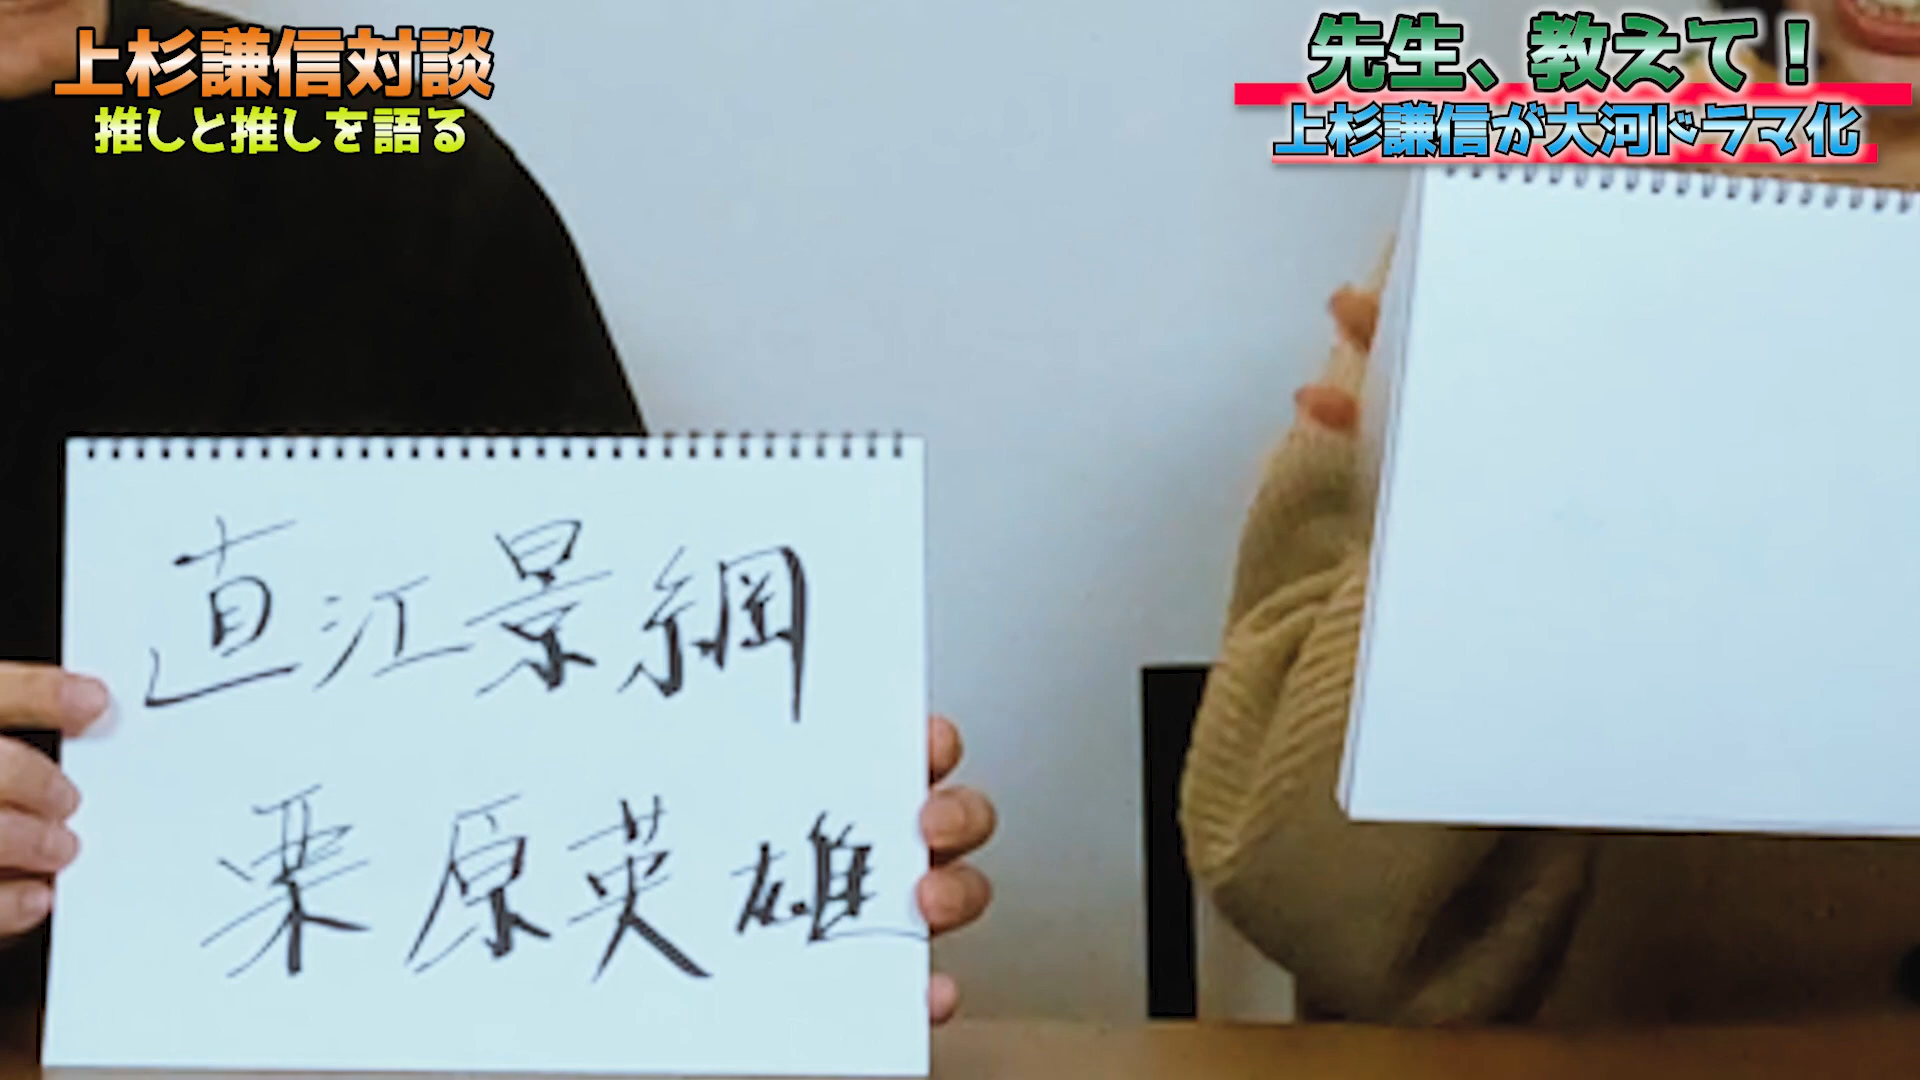 上杉謙信対談
推しと推しを語る
先生、教えて！
上杉謙信が大河ドラマ化
直江景綱
栗原英雄